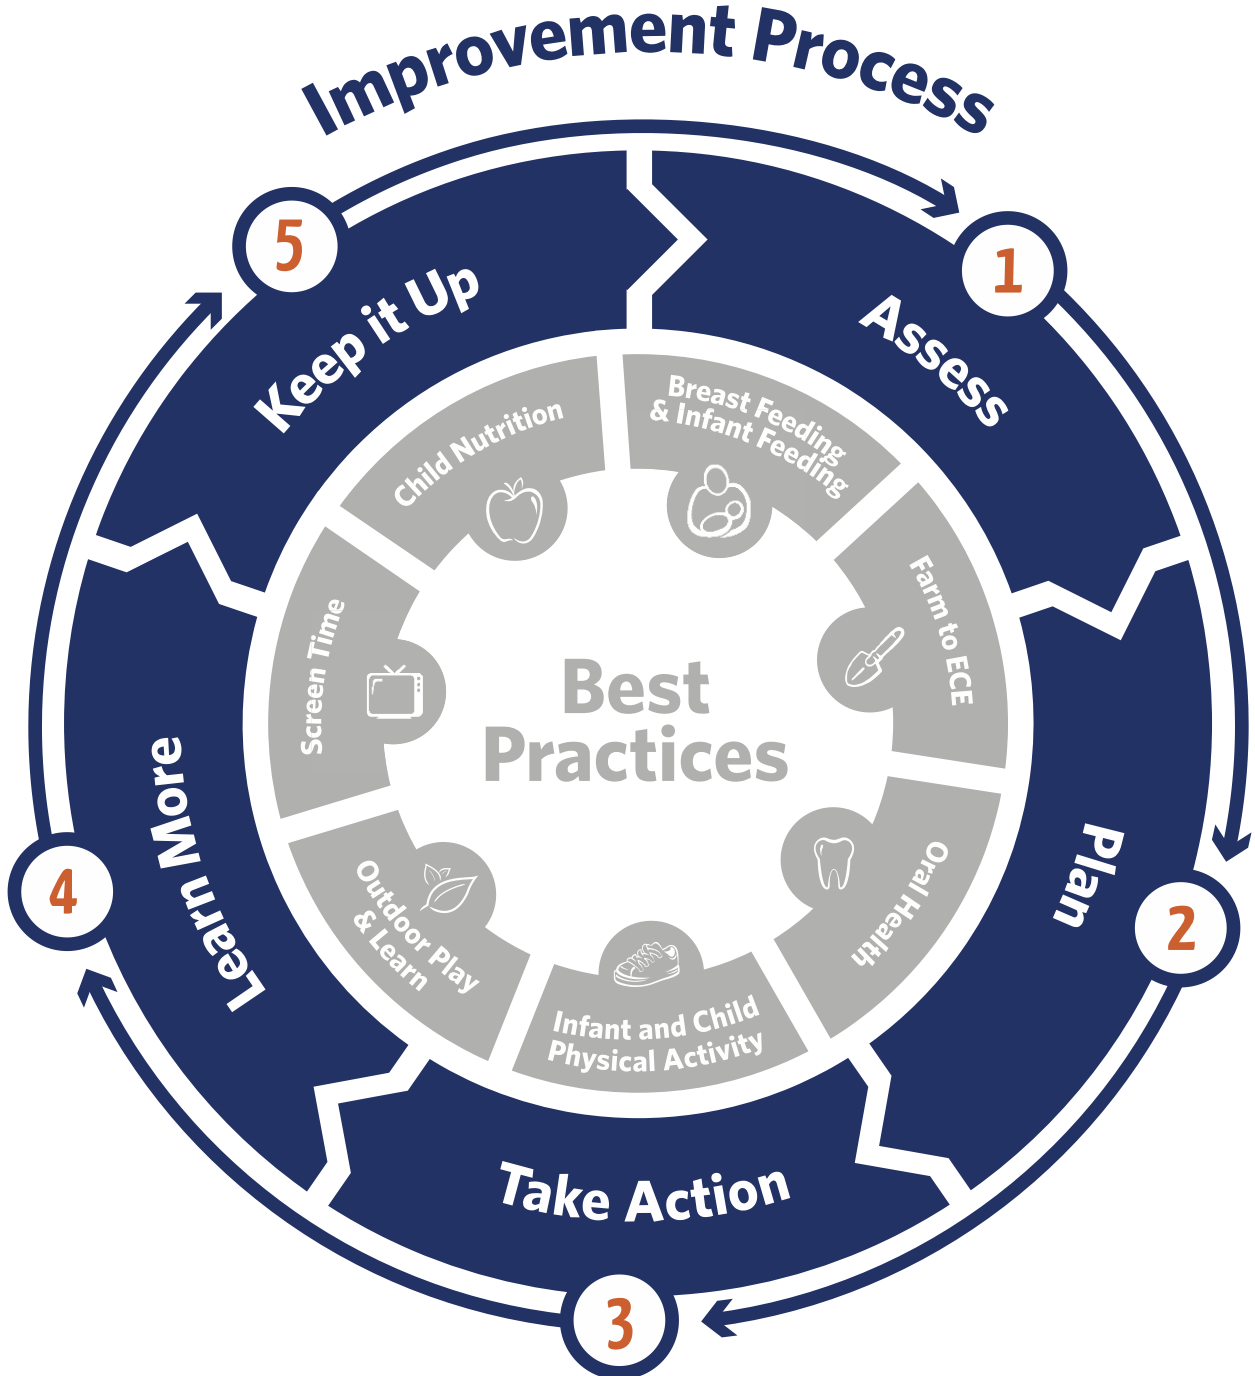 Improvement Process
1
Assess
2
Plan
3
Take Action
4
Learn More
5
Keep it Up
Breast Feeding
& Infant Feeding
Farm to ECE
Oral Health
Infant and Child
Physical Activity
Outdoor Play
& Learn
Screen Time
Child Nutrition
Best
Practices